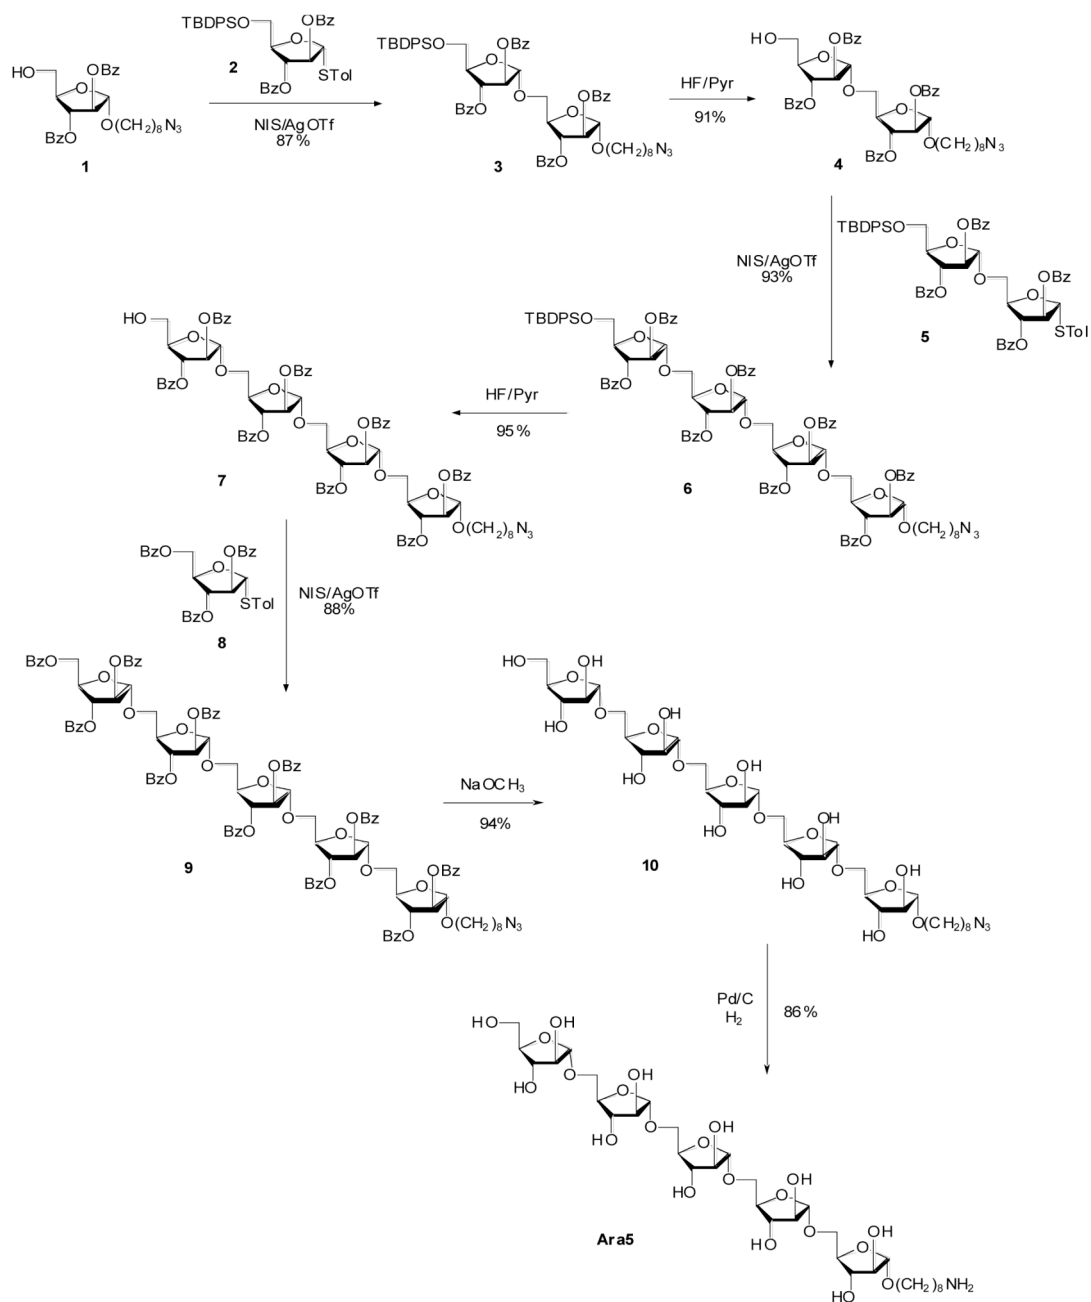 TBDPSO
OBz
O
2
BzO
STol
HO
OBz
O
BzO
O(CH2)8N3
1
NIS/AgOTf
87%
TBDPSO
OBz
O
BzO
O
OBz
O
BzO
O(CH2)8N3
3
HF/Pyr
91%
HO
OBz
O
BzO
O
OBz
O
BzO
O(CH2)8N3
4
NIS/AgOTf
93%
TBDPSO
OBz
O
BzO
O
OBz
O
BzO
STol
5
TBDPSO
OBz
O
BzO
O
OBz
O
BzO
O
OBz
O
BzO
O
OBz
O
BzO
O(CH2)8N3
6
HF/Pyr
95%
HO
OBz
O
BzO
O
OBz
O
BzO
O
OBz
O
BzO
O
OBz
O
BzO
O(CH2)8N3
7
BzO
OBz
O
BzO
STol
8
NIS/AgOTf
88%
BzO
OBz
O
BzO
O
OBz
O
BzO
O
OBz
O
BzO
O
OBz
O
BzO
O
OBz
O
BzO
O(CH2)8N3
9
NaOCH3
94%
HO
OH
O
HO
O
OH
O
HO
O
OH
O
HO
O
OH
O
HO
O
OH
O
HO
O(CH2)8N3
10
Pd/C
H2
86%
HO
OH
O
HO
O
OH
O
HO
O
OH
O
HO
O
OH
O
HO
O
OH
O
HO
O(CH2)8NH2
Ara5